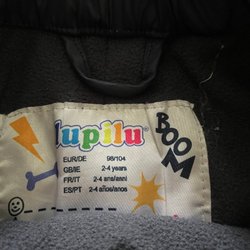 lupilu
BOOM
EUR/DE 98/104
GB/IE 2-4 years
FR/IT 2-4 ans/anni
ES/PT 2-4 años/anos